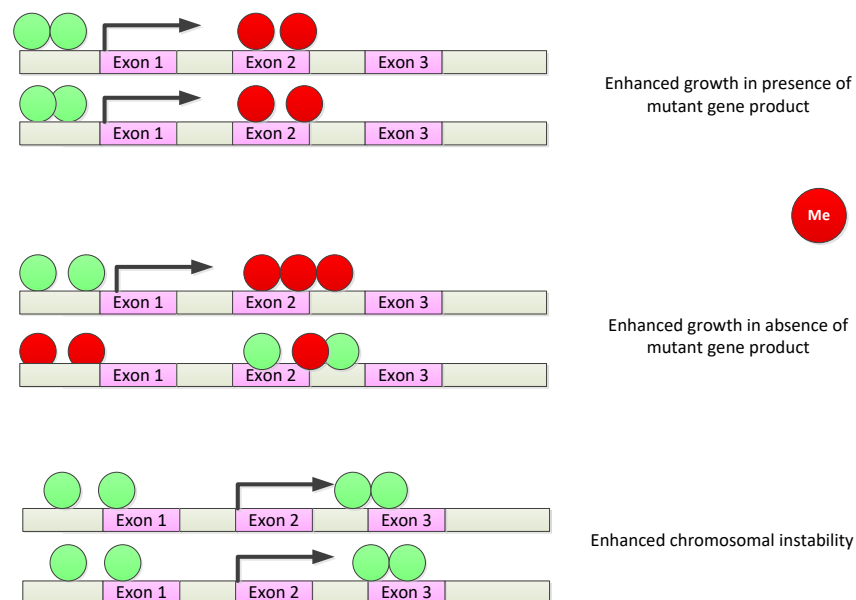 Exon 1 Exon 2 Exon 3
Enhanced growth in presence of
mutant gene product
Exon 1 Exon 2 Exon 3
Me
Exon 1 Exon 2 Exon 3
Enhanced growth in absence of
mutant gene product
Exon 1 Exon 2 Exon 3
Exon 1 Exon 2 Exon 3
Enhanced chromosomal instability
Exon 1 Exon 2 Exon 3